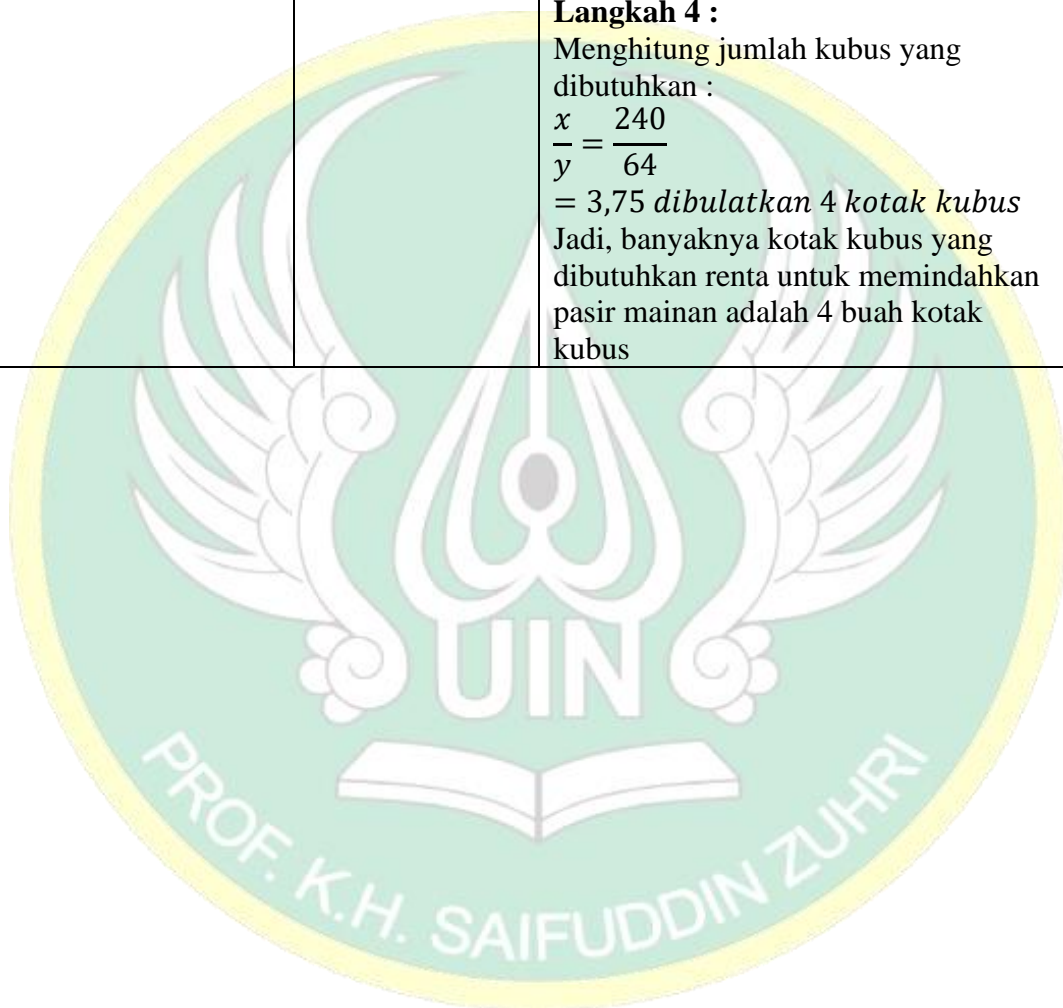 Langkah 4 :
Menghitung jumlah kubus yang
dibutuhkan :
x/y = 240/64
= 3,75 dibulatkan 4 kotak kubus
Jadi, banyaknya kotak kubus yang
dibutuhkan renta untuk memindahkan
pasir mainan adalah 4 buah kotak
kubus
UIN
PROF. K.H. SAIFUDDIN ZUHRI